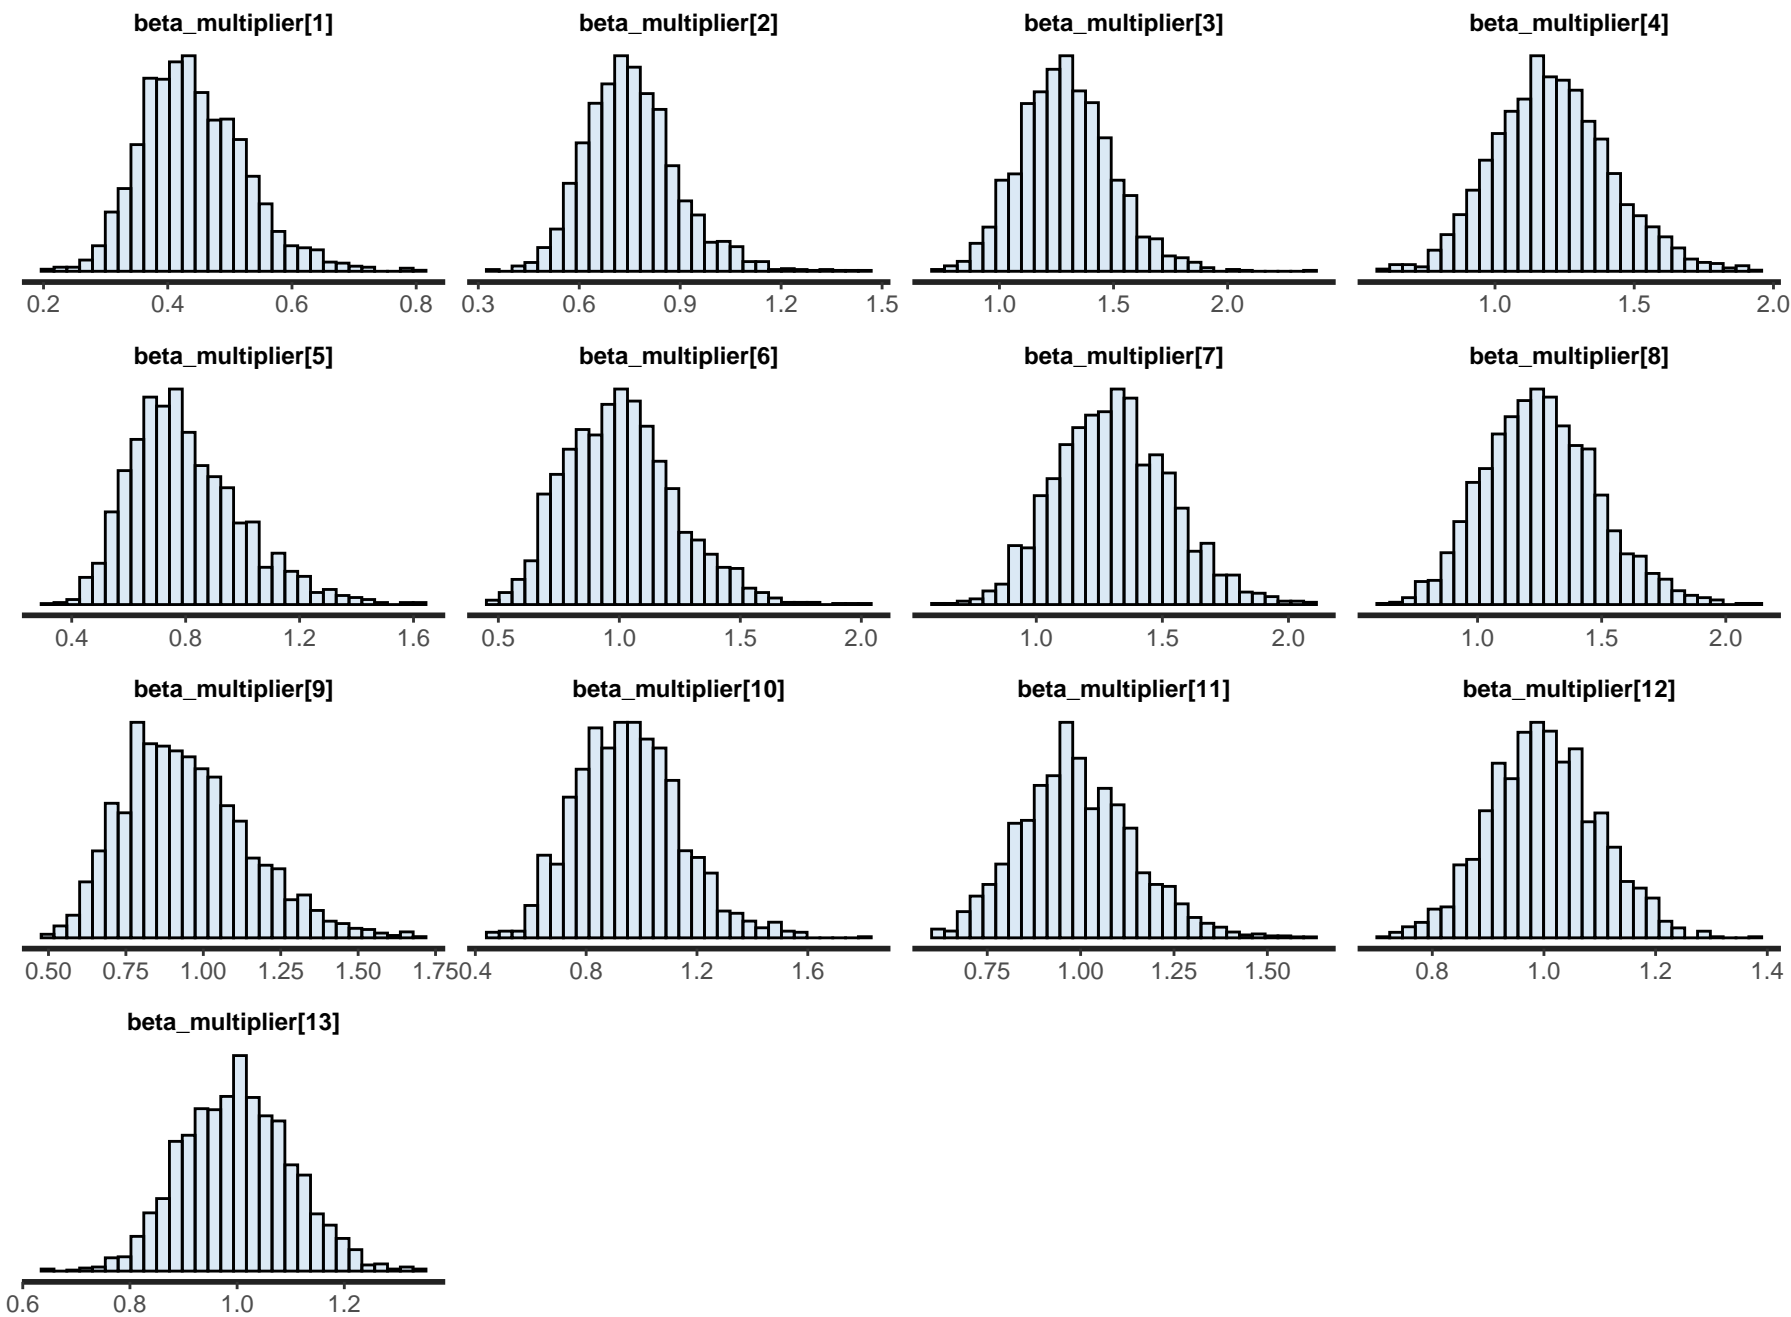 beta_multiplier[1] beta_multiplier[2] beta_multiplier[3] beta_multiplier[4]
0.2 0.4 0.6 0.8 0.3 0.6 0.9 1.2 1.5 1.0 1.5 2.0 1.0 1.5 2.0
beta_multiplier[5] beta_multiplier[6] beta_multiplier[7] beta_multiplier[8]
0.4 0.8 1.2 1.6 0.5 1.0 1.5 2.0 1.0 1.5 2.0 1.0 1.5 2.0
beta_multiplier[9] beta_multiplier[10] beta_multiplier[11] beta_multiplier[12]
0.50 0.75 1.00 1.25 1.50 1.75 0.4 0.8 1.2 1.6 0.75 1.00 1.25 1.50 0.8 1.0 1.2 1.4
beta_multiplier[13]
0.6 0.8 1.0 1.2